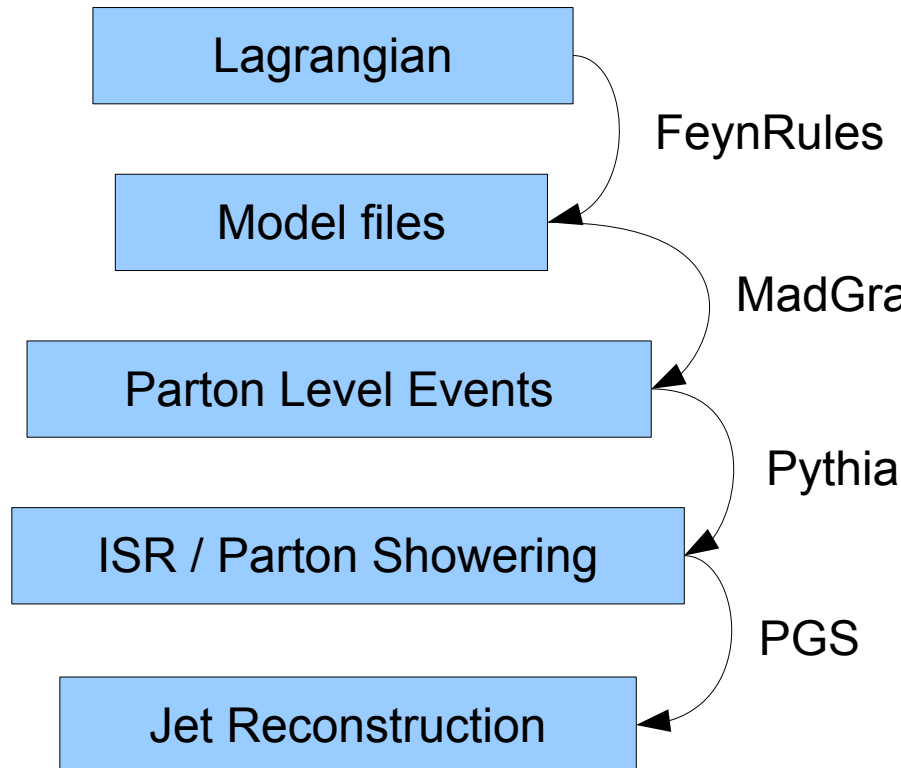 Lagrangian
FeynRules
Model files
MadGra
Parton Level Events
Pythia
ISR / Parton Showering
PGS
Jet Reconstruction